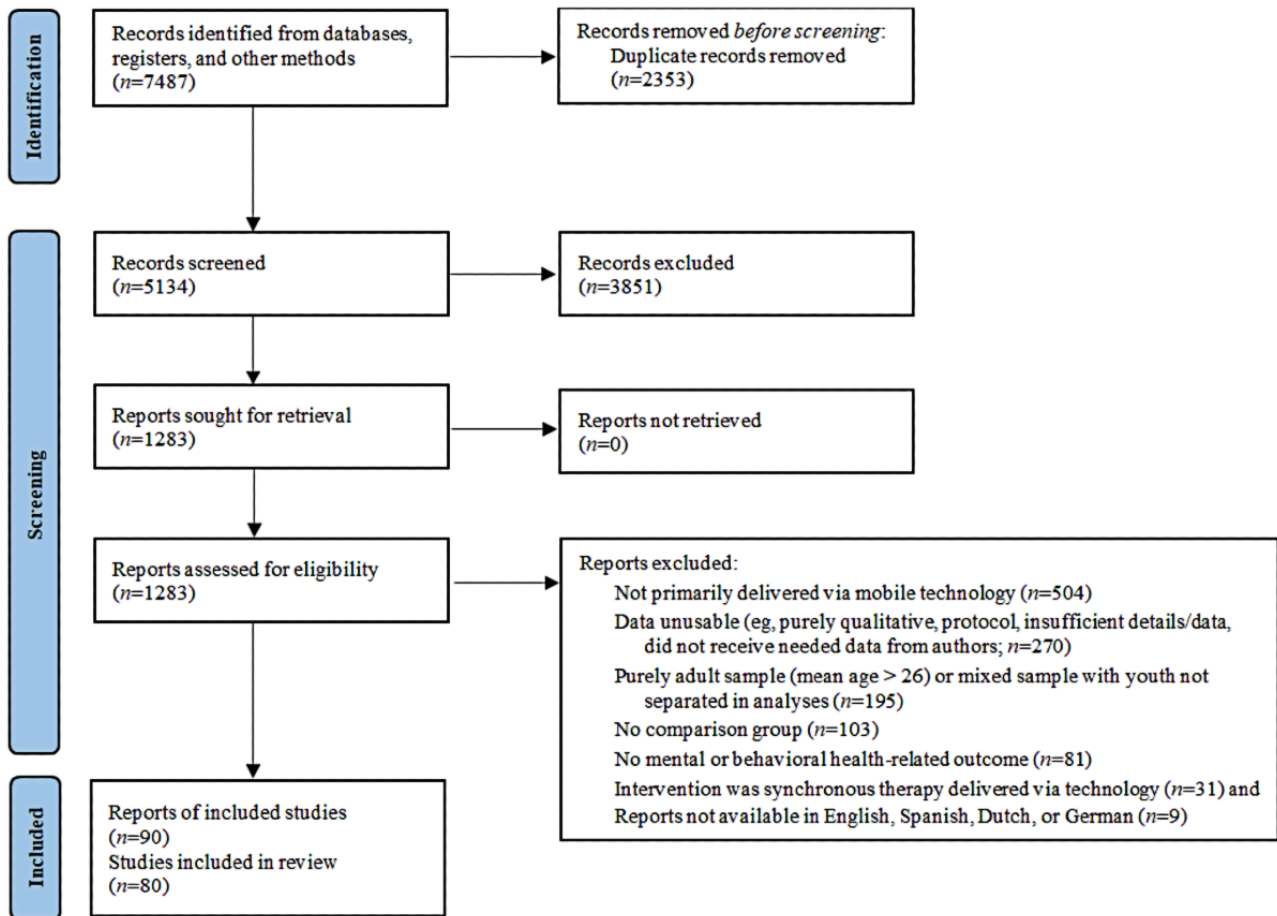 Identification
Records identified from databases,
registers, and other methods
(n=7487)
Records removed before screening:
Duplicate records removed
(n=2353)
Screening
Records screened
(n=5134)
Records excluded
(n=3851)
Reports sought for retrieval
(n=1283)
Reports not retrieved
(n=0)
Reports assessed for eligibility
(n=1283)
Reports excluded:
Not primarily delivered via mobile technology (n=504)
Data unusable (eg, purely qualitative, protocol, insufficient details/data,
did not receive needed data from authors; n=270)
Purely adult sample (mean age > 26) or mixed sample with youth not
separated in analyses (n=195)
No comparison group (n=103)
No mental or behavioral health-related outcome (n=81)
Intervention was synchronous therapy delivered via technology (n=31) and
Reports not available in English, Spanish, Dutch, or German (n=9)
Included
Reports of included studies
(n=90)
Studies included in review
(n=80)